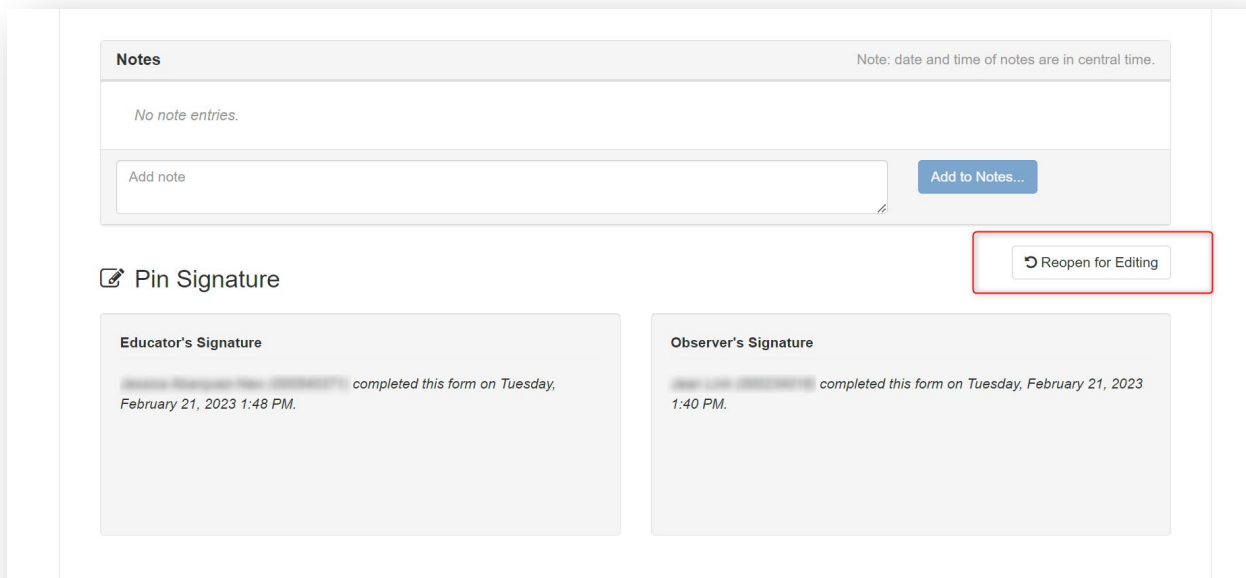 Notes
Note: date and time of notes are in central time.
No note entries.
Add note
Add to Notes...
Reopen for Editing
Pin Signature
Educator's Signature
completed this form on Tuesday,
February 21, 2023 1:48 PM.
Observer's Signature
completed this form on Tuesday, February 21, 2023
1:40 PM.